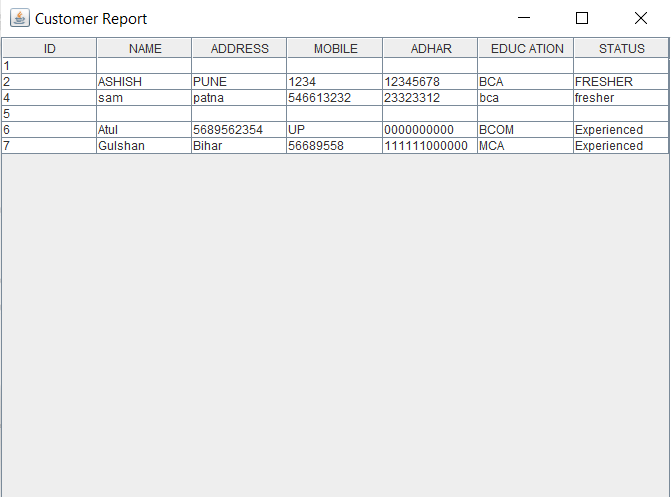 Customer Report
ID NAME ADDRESS MOBILE ADHAR EDUC ATION STATUS
1
2 ASHISH PUNE 1234 12345678 BCA FRESHER
4 sam patna 546613232 23323312 bca fresher
5
6 Atul 5689562354 UP 0000000000 BCOM Experienced
7 Gulshan Bihar 56689558 111111000000 MCA Experienced